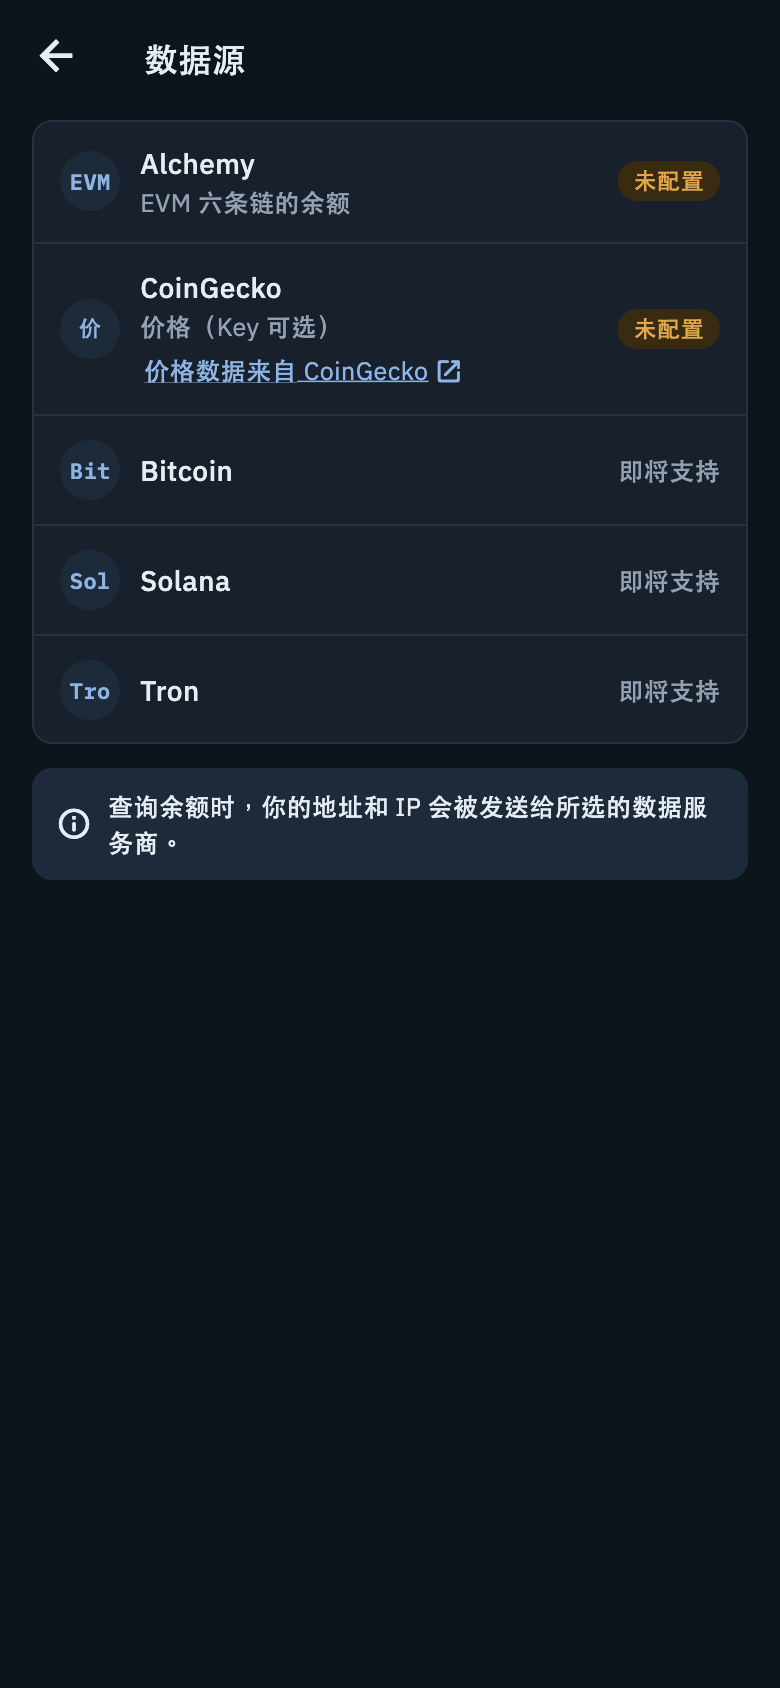 数据源
EVM
Alchemy
EVM 六条链的余额
未配置
价
CoinGecko
价格（Key 可选）
价格数据来自 CoinGecko
未配置
Bit
Bitcoin
即将支持
Sol
Solana
即将支持
Tro
Tron
即将支持
查询余额时，你的地址和 IP 会被发送给所选的数据服
务商。